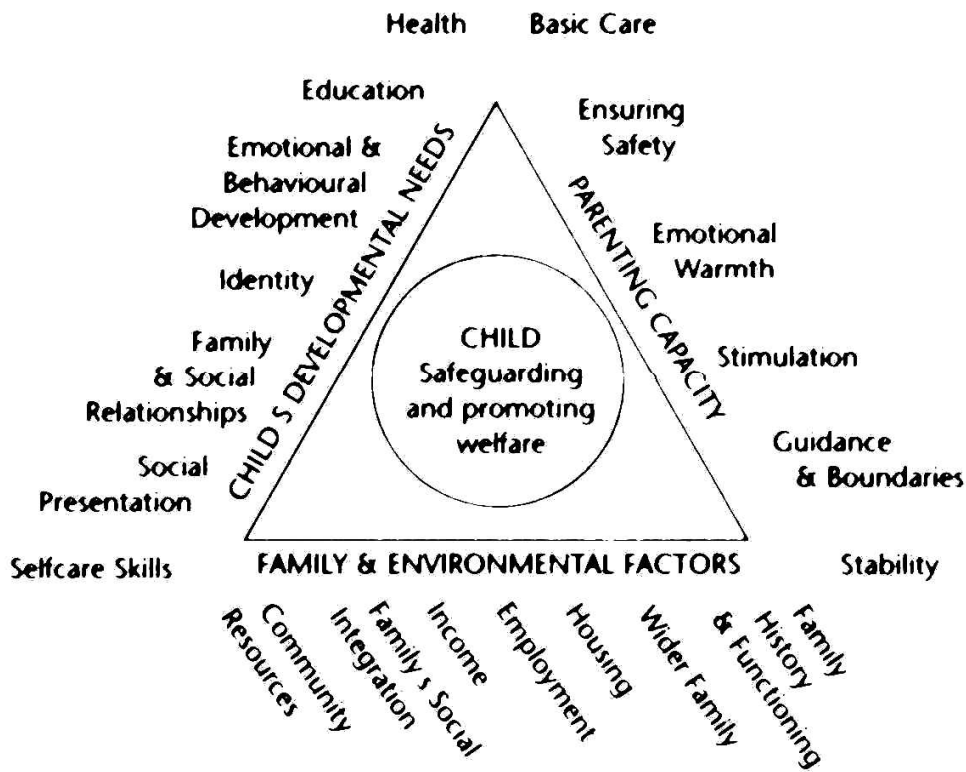 Health
Basic Care
Education
Ensuring
Safety
Emotional &
Behavioural
Development
Emotional
Warmth
Identity
Family
& Social
Relationships
Stimulation
Social
Presentation
Guidance
& Boundaries
Selfcare Skills
Stability
CHILD S DEVELOPMENTAL NEEDS
PARENTING CAPACITY
CHILD
Safeguarding
and promoting
welfare
FAMILY & ENVIRONMENTAL FACTORS
Community
Resources
Family s Social
Integration
Income
Employment
Housing
Wider Family
Family
History
& Functioning